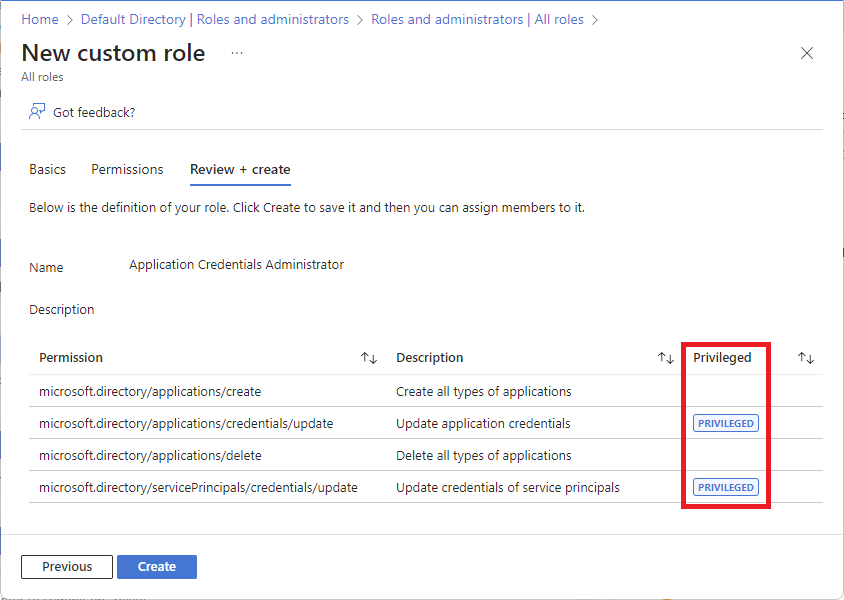 Home > Default Directory | Roles and administrators > Roles and administrators | All roles >
New custom role ...
All roles
Got feedback?
Basics Permissions Review + create
Below is the definition of your role. Click Create to save it and then you can assign members to it.
Name Application Credentials Administrator
Description
Permission ↑↓ Description ↑↓ Privileged ↑↓
microsoft.directory/applications/create Create all types of applications
microsoft.directory/applications/credentials/update Update application credentials PRIVILEGED
microsoft.directory/applications/delete Delete all types of applications
microsoft.directory/servicePrincipals/credentials/update Update credentials of service principals PRIVILEGED
Previous Create